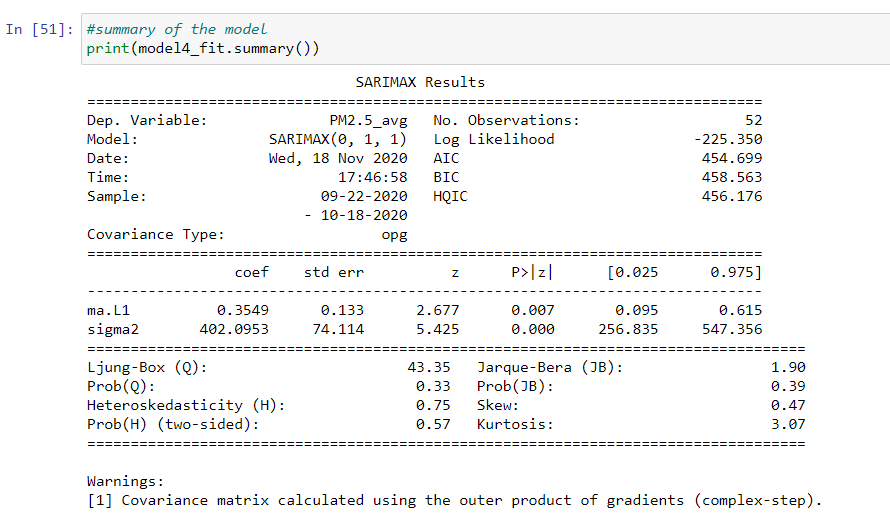 In [51]: #summary of the model
print(model4_fit.summary())
SARIMAX Results
==============================================================================
Dep. Variable: PM2.5_avg No. Observations: 52
Model: SARIMAX(0, 1, 1) Log Likelihood -225.350
Date: Wed, 18 Nov 2020 AIC 454.699
Time: 17:46:58 BIC 458.563
Sample: 09-22-2020 HQIC 456.176
- 10-18-2020
Covariance Type: opg
==============================================================================
coef std err z P>|z| [0.025 0.975]
------------------------------------------------------------------------------
ma.L1 0.3549 0.133 2.677 0.007 0.095 0.615
sigma2 402.0953 74.114 5.425 0.000 256.835 547.356
===================================================================================
Ljung-Box (Q): 43.35 Jarque-Bera (JB): 1.90
Prob(Q): 0.33 Prob(JB): 0.39
Heteroskedasticity (H): 0.75 Skew: 0.47
Prob(H) (two-sided): 0.57 Kurtosis: 3.07
===================================================================================
Warnings:
[1] Covariance matrix calculated using the outer product of gradients (complex-step).